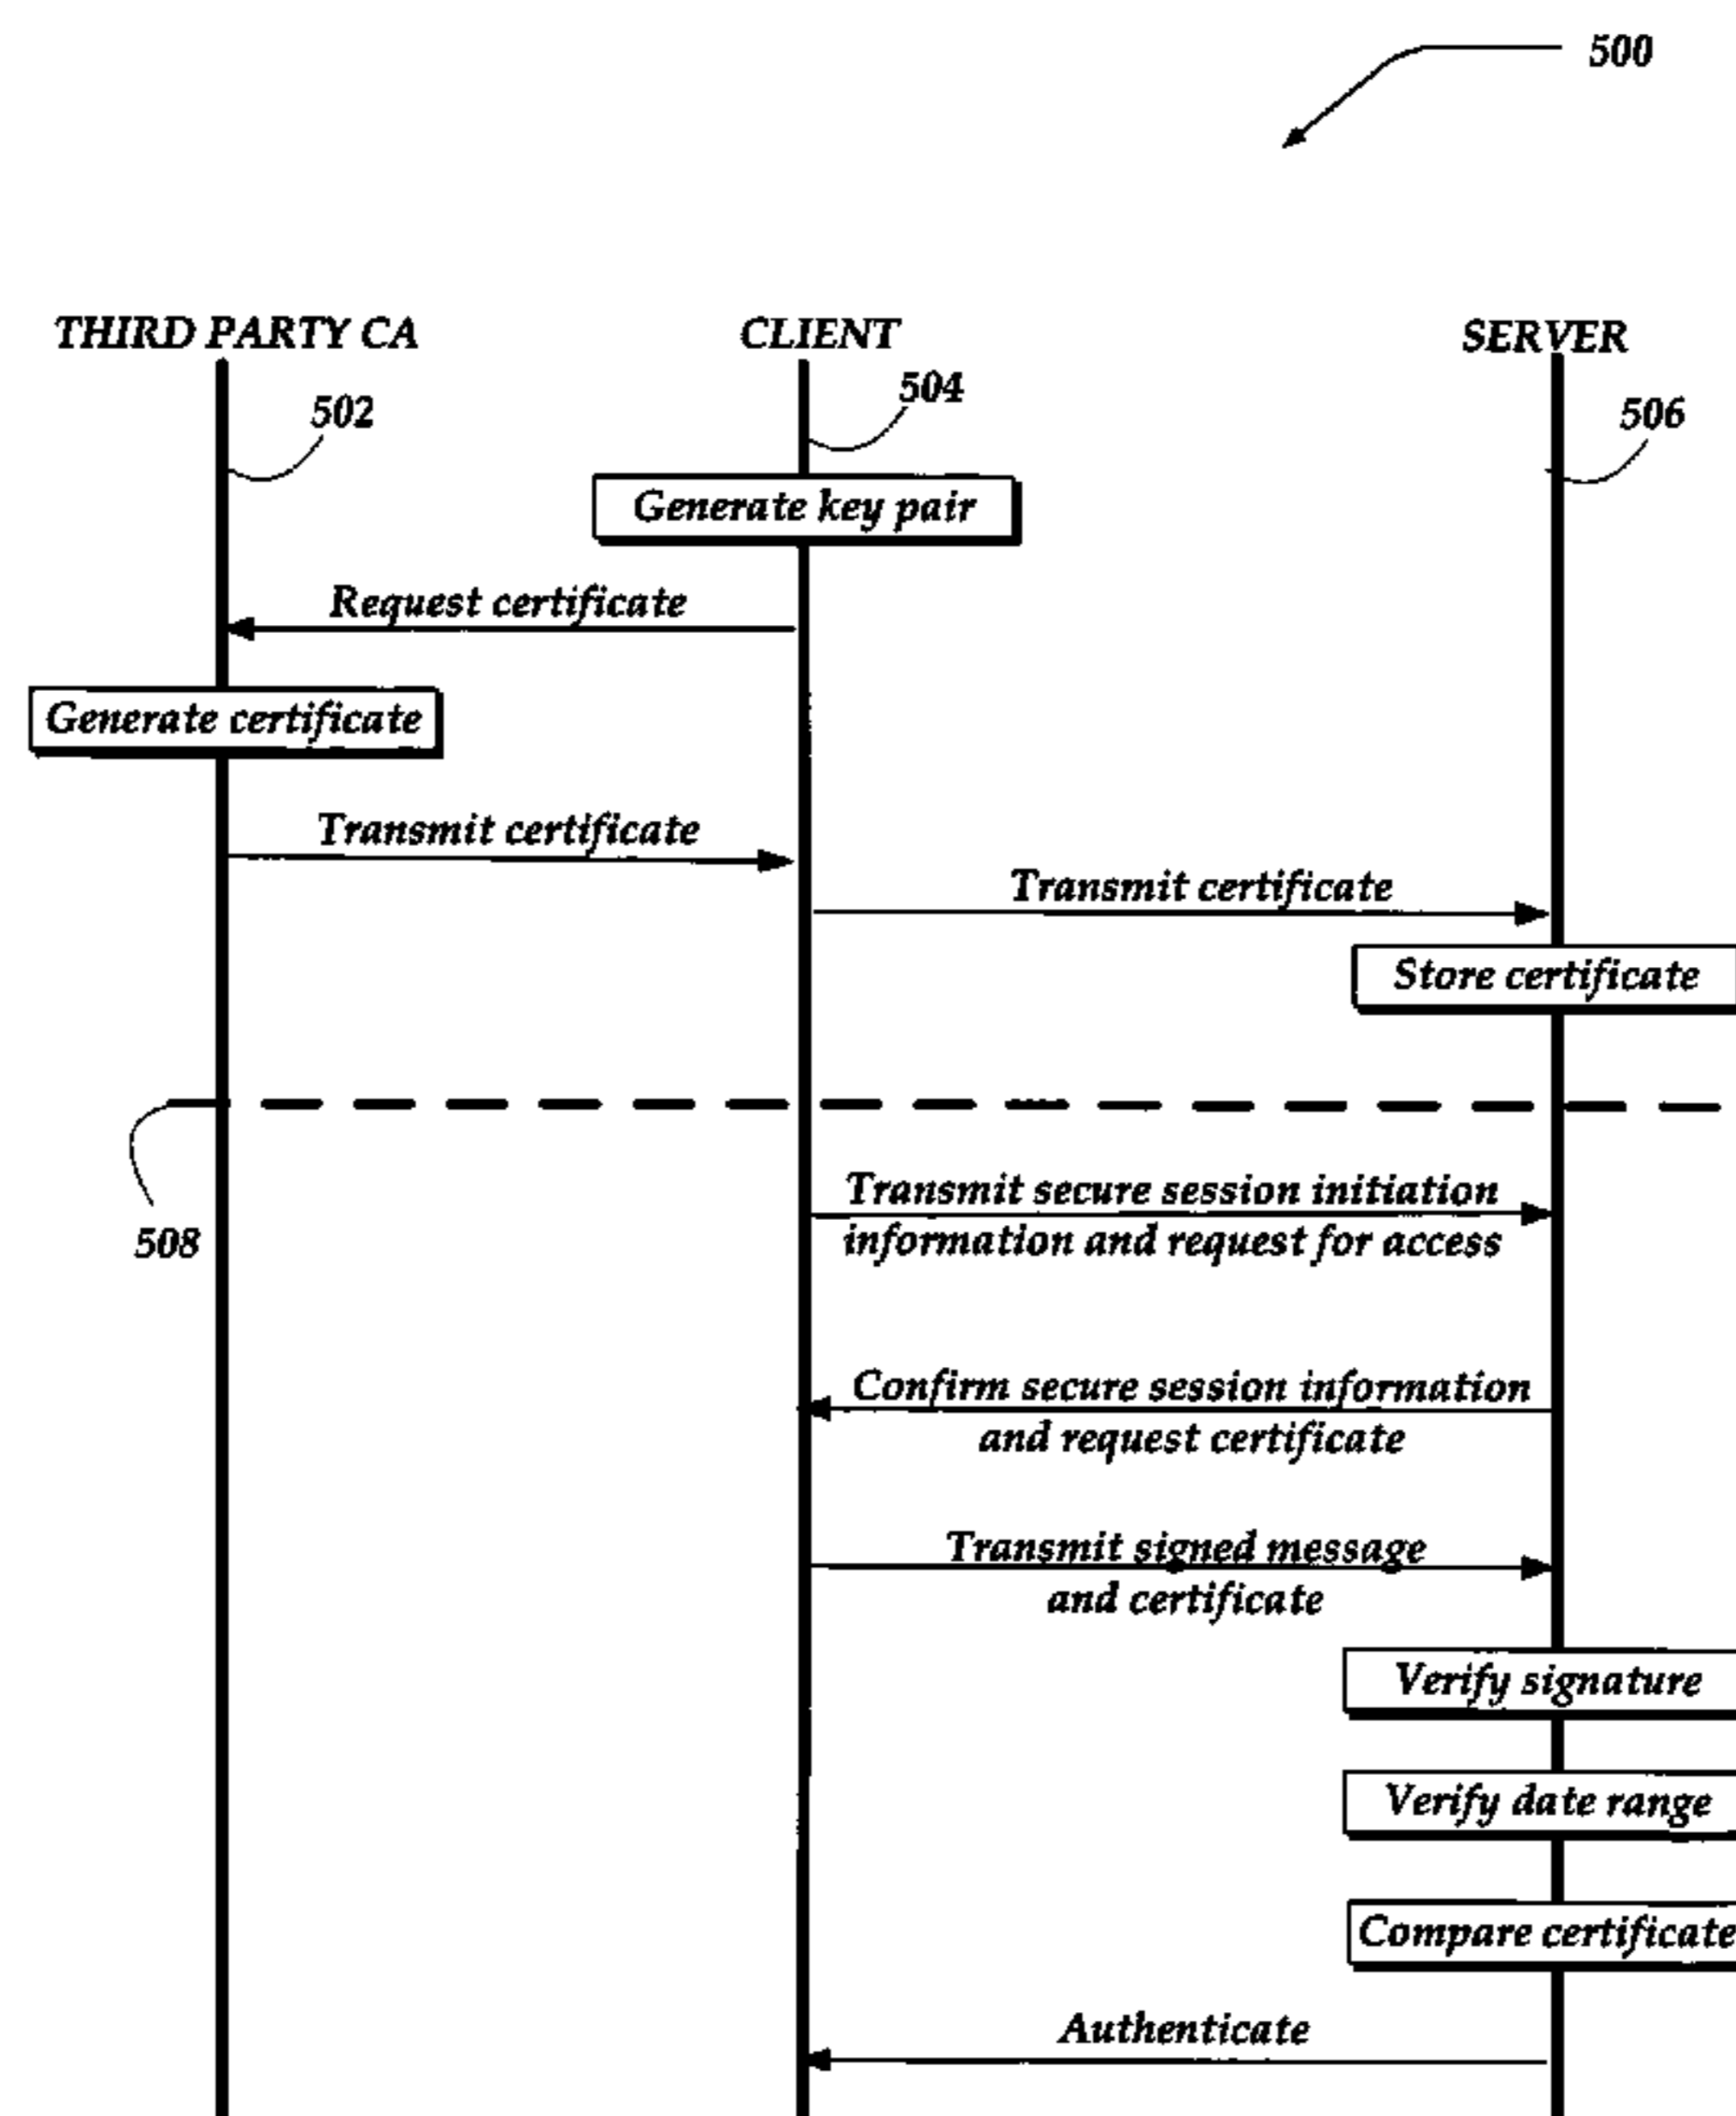 500
THIRD PARTY CA
CLIENT
SERVER
502
504
506
Generate key pair
Request certificate
Generate certificate
Transmit certificate
Transmit certificate
Store certificate
508
Transmit secure session initiation
information and request for access
Confirm secure session information
and request certificate
Transmit signed message
and certificate
Verify signature
Verify date range
Compare certificate
Authenticate